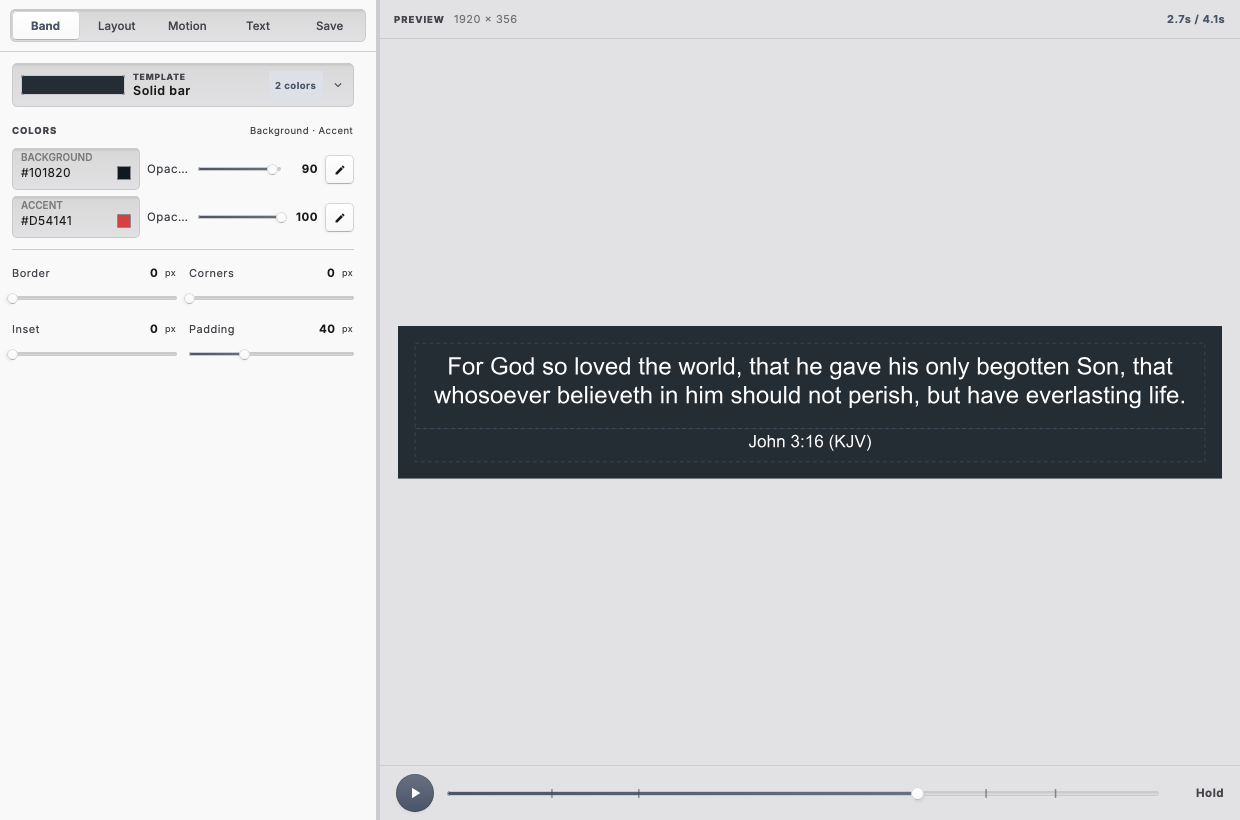 Band Layout Motion Text Save
TEMPLATE
Solid bar
2 colors
COLORS
Background · Accent
BACKGROUND
#101820
Opac... 90
ACCENT
#D54141
Opac... 100
Border 0 px
Corners 0 px
Inset 0 px
Padding 40 px
PREVIEW 1920 × 356
2.7s / 4.1s
For God so loved the world, that he gave his only begotten Son, that
whosoever believeth in him should not perish, but have everlasting life.
John 3:16 (KJV)
Hold